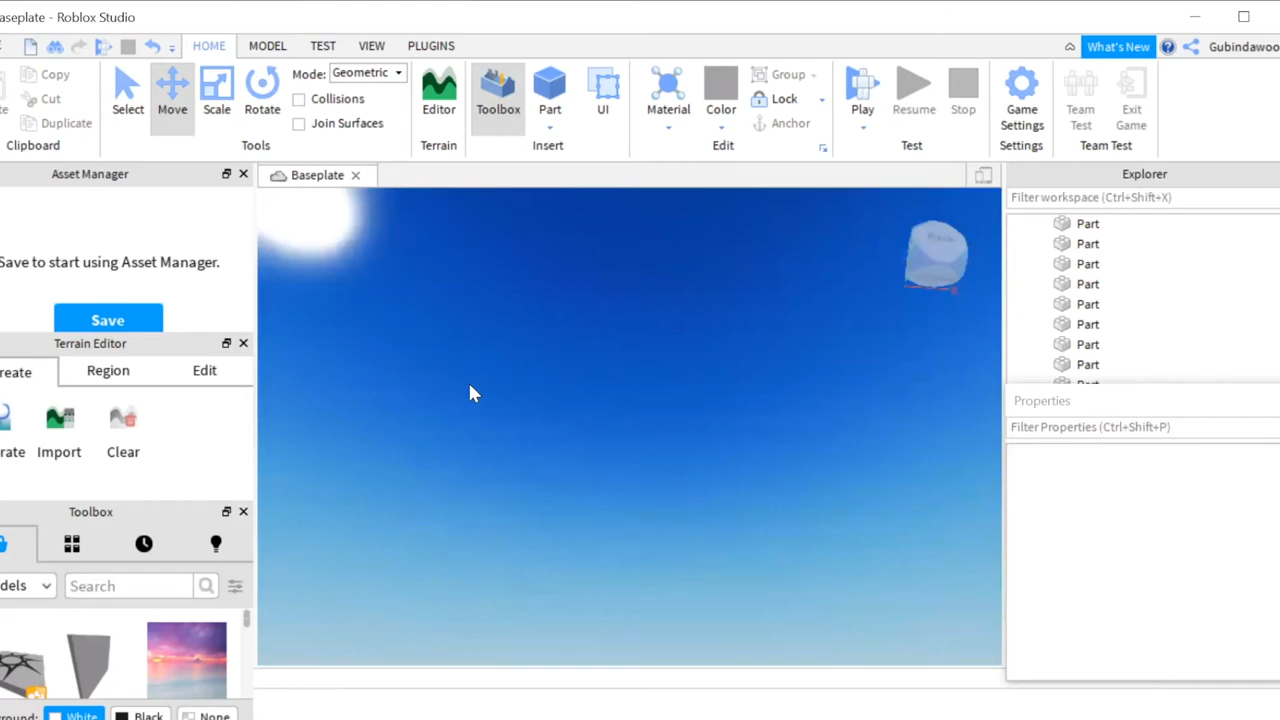 aseplate - Roblox Studio
HOME MODEL TEST VIEW PLUGINS What's New Gubindawoo
Copy
Cut
Duplicate
Clipboard
Select Move Scale Rotate
Mode: Geometric
Collisions
Join Surfaces
Tools
Editor
Terrain
Toolbox Part UI
Insert
Material Color
Group
Lock
Anchor
Edit
Play Resume Stop
Test
Game
Settings
Settings
Team
Test
Exit
Game
Team Test
Asset Manager
Save to start using Asset Manager.
Save
Terrain Editor
reate Region Edit
rate Import Clear
Toolbox
dels Search
round: White Black None
Baseplate
Explorer
Filter workspace (Ctrl+Shift+X)
Part
Part
Part
Part
Part
Part
Part
Part
Properties
Filter Properties (Ctrl+Shift+P)